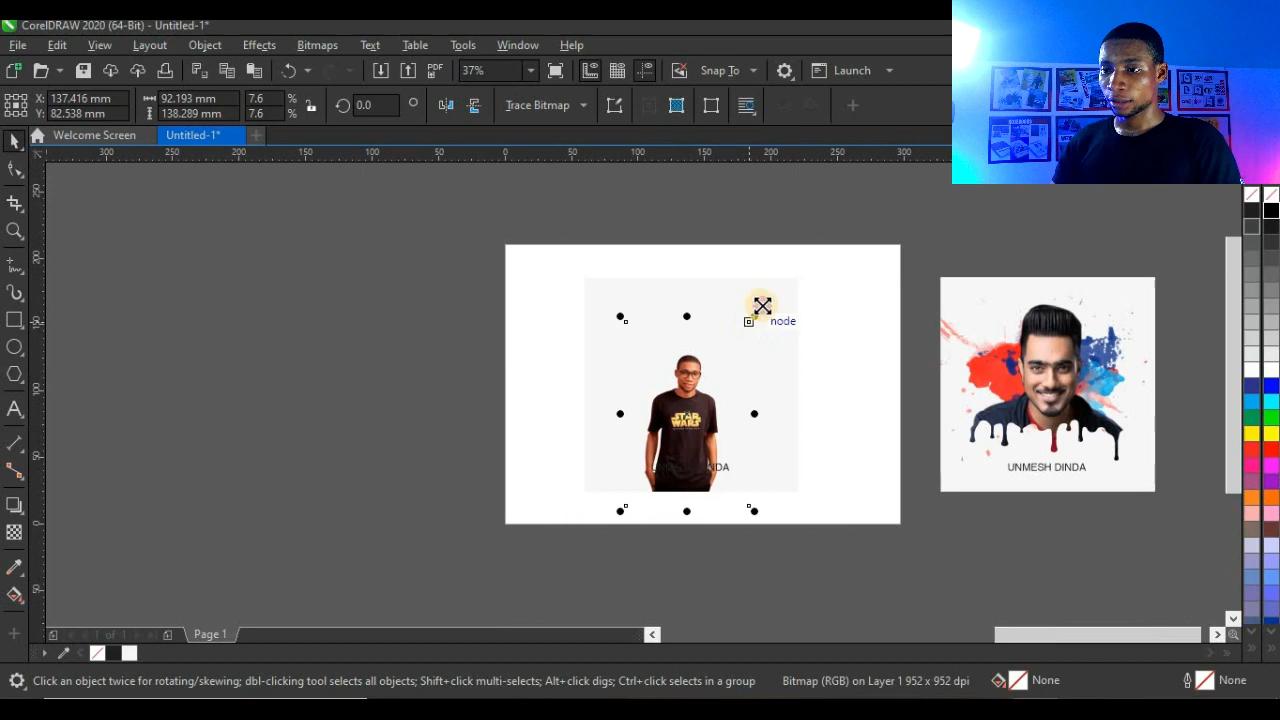 CorelDRAW 2020 (64-Bit) - Untitled-1*
File Edit View Layout Object Effects Bitmaps Text Table Tools Window Help
PDF 37% Snap To Launch
X: 137.416 mm 92.193 mm 7.6 % 0.0 Trace Bitmap
Y: 82.538 mm 138.289 mm 7.6 %
Welcome Screen Untitled-1*
300 250 200 150 100 50 0 50 100 150 200 250 300
node
STAR
WARS
UNMESH DINDA
1 of 1 Page 1
Click an object twice for rotating/skewing; dbl-clicking tool selects all objects; Shift+click multi-selects; Alt+click digs; Ctrl+click selects in a group Bitmap (RGB) on Layer 1 952 x 952 dpi None None